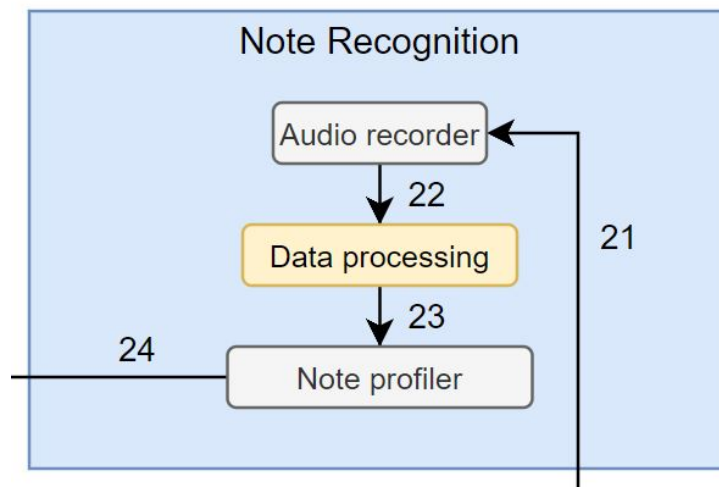 Note Recognition
Audio recorder
22
21
Data processing
23
24
Note profiler